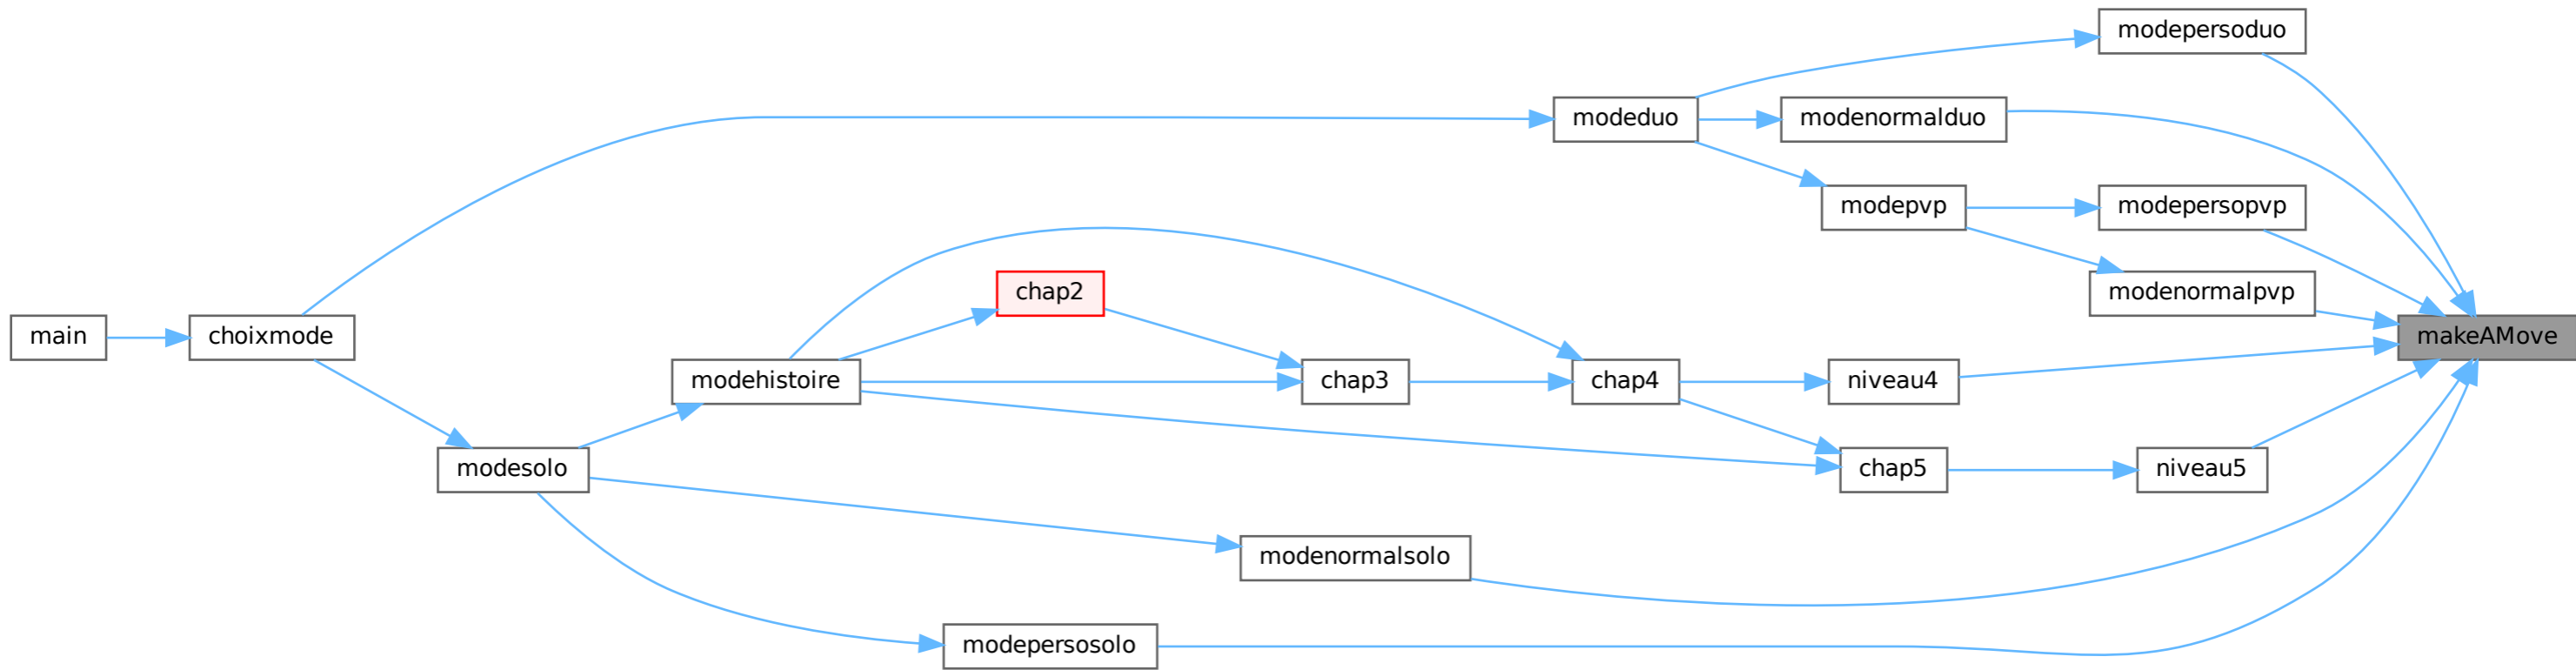 modepersoduo
modeduo
modenormalduo
modepvp
modepersopvp
chap2
modenormalpvp
main
choixmode
makeAMove
modehistoire
chap3
chap4
niveau4
modesolo
chap5
niveau5
modenormalsolo
modepersosolo